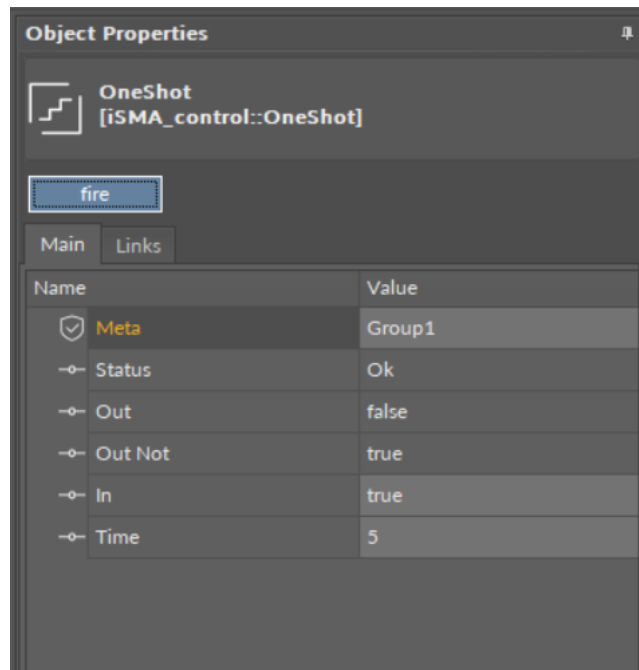 Object Properties
OneShot
[iSMA_control::OneShot]
fire
Main Links
Name Value
Meta Group1
Status Ok
Out false
Out Not true
In true
Time 5